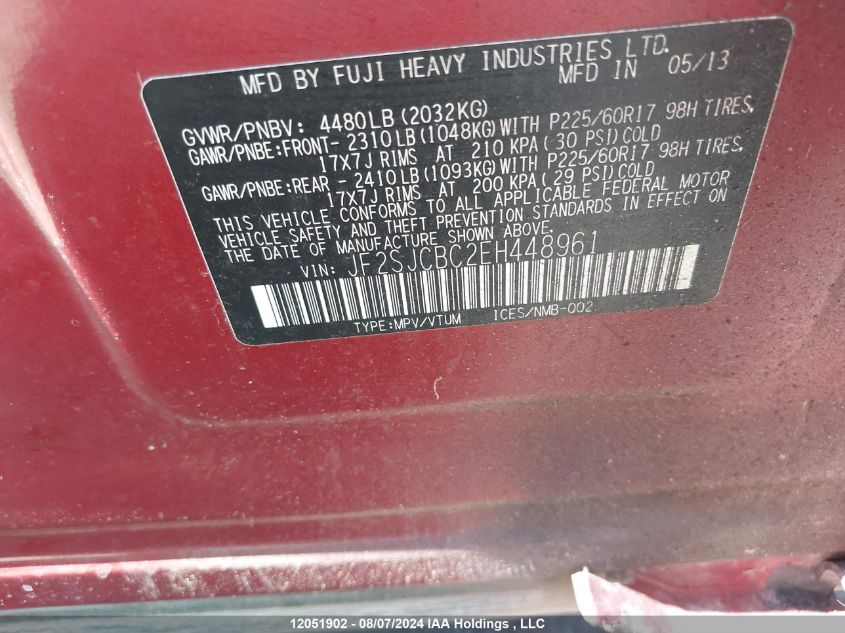 MFD BY FUJI HEAVY INDUSTRIES LTD.
MFD IN 05/13
GVWR/PNBV: 4480LB(2032KG)
GAWR/PNBE:FRONT- 2310LB(1048KG)WITH P225/60R17 98H TIRES,
17X7J RIMS AT 210 KPA(30 PSI)COLD
GAWR/PNBE:REAR - 2410LB(1093KG)WITH P225/60R17 98H TIRES,
17X7J RIMS AT 200 KPA(29 PSI)COLD
THIS VEHICLE CONFORMS TO ALL APPLICABLE FEDERAL MOTOR
VEHICLE SAFETY AND THEFT PREVENTION STANDARDS IN EFFECT ON
THE DATE OF MANUFACTURE SHOWN ABOVE.
VIN: JF2SJCBC2EH448961
TYPE:MPV/VTUM ICES/NMB-002
12051902 - 08/07/2024 IAA Holdings , LLC